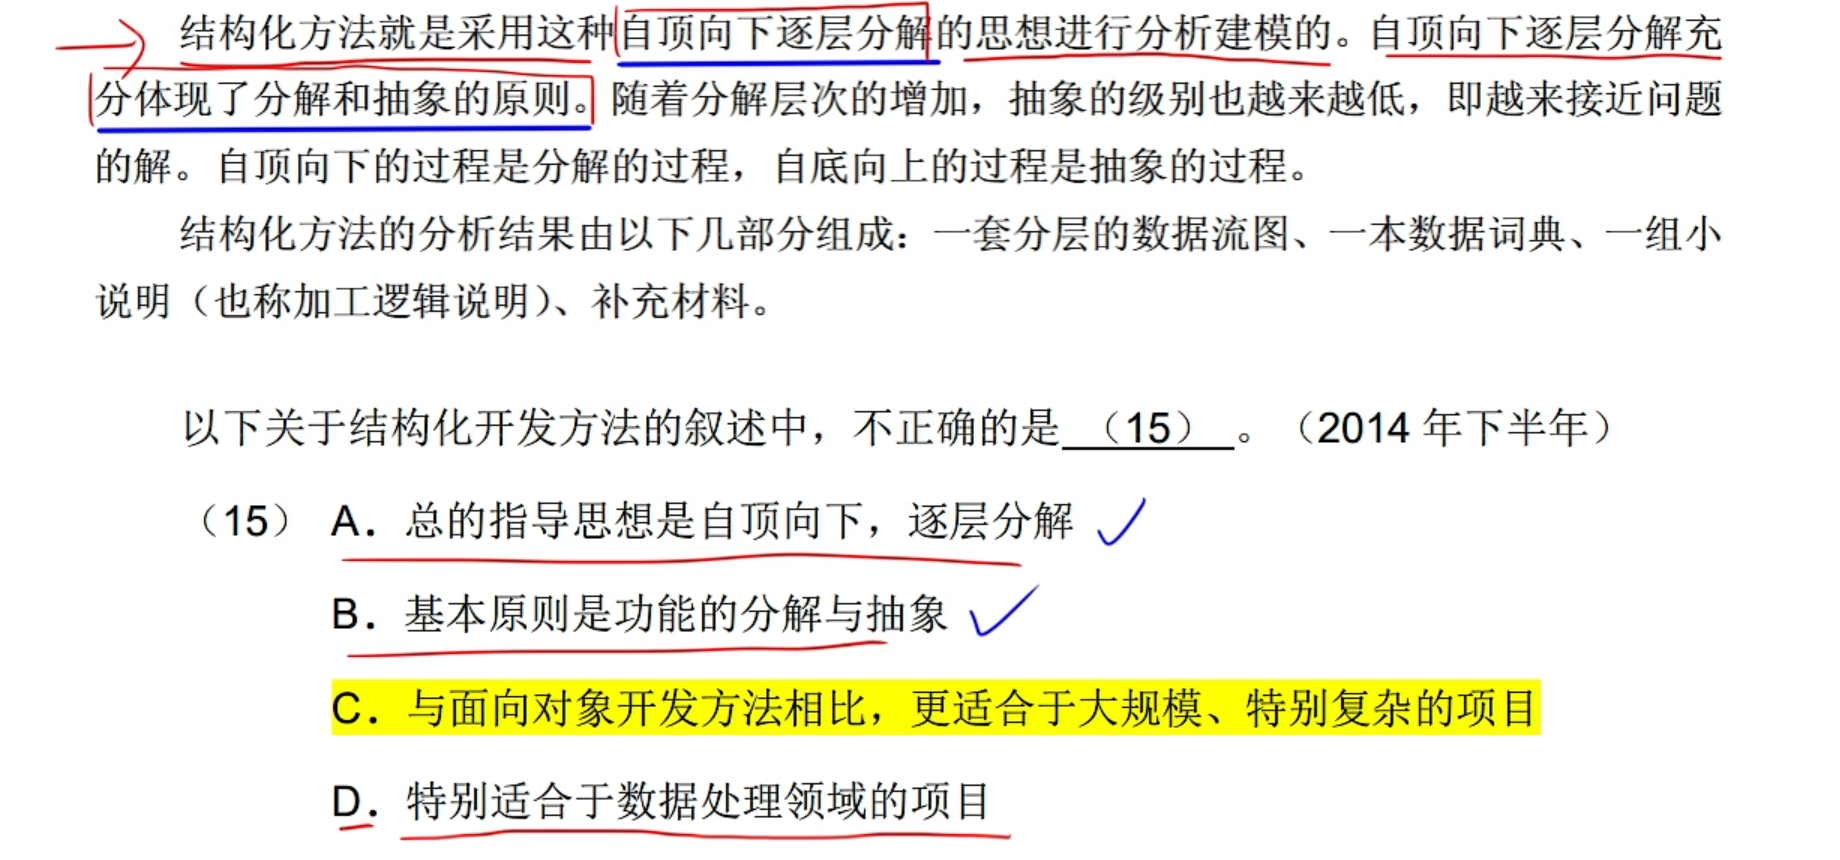 结构化方法就是采用这种自顶向下逐层分解的思想进行分析建模的。自顶向下逐层分解充
分体现了分解和抽象的原则。随着分解层次的增加，抽象的级别也越来越低，即越来接近问题
的解。自顶向下的过程是分解的过程，自底向上的过程是抽象的过程。
结构化方法的分析结果由以下几部分组成：一套分层的数据流图、一本数据词典、一组小
说明（也称加工逻辑说明）、补充材料。
以下关于结构化开发方法的叙述中，不正确的是（15）。（2014 年下半年）
（15） A. 总的指导思想是自顶向下，逐层分解
B. 基本原则是功能的分解与抽象
C. 与面向对象开发方法相比，更适合于大规模、特别复杂的项目
D. 特别适合于数据处理领域的项目